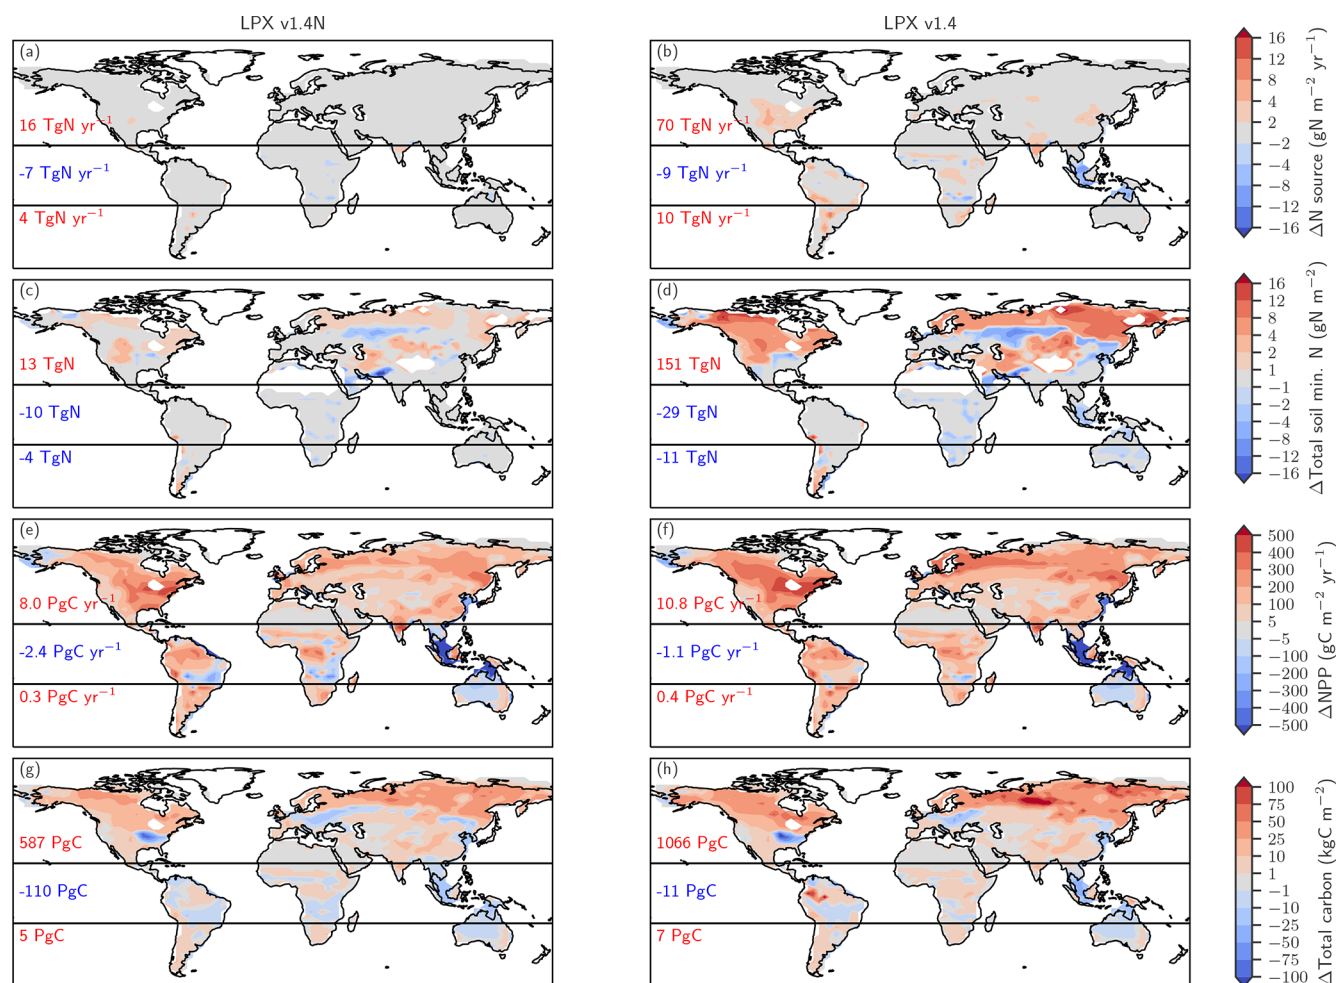 LPX v1.4N
LPX v1.4
(a)
16 TgN yr⁻¹
-7 TgN yr⁻¹
4 TgN yr⁻¹
(b)
70 TgN yr⁻¹
-9 TgN yr⁻¹
10 TgN yr⁻¹
16
12
8
4
2
−2
−4
−8
−12
−16
ΔN source (gN m⁻² yr⁻¹)
(c)
13 TgN
-10 TgN
-4 TgN
(d)
151 TgN
-29 TgN
-11 TgN
16
12
8
4
2
1
−1
−2
−4
−8
−12
−16
ΔTotal soil min. N (gN m⁻²)
(e)
8.0 PgC yr⁻¹
-2.4 PgC yr⁻¹
0.3 PgC yr⁻¹
(f)
10.8 PgC yr⁻¹
-1.1 PgC yr⁻¹
0.4 PgC yr⁻¹
500
400
300
200
100
5
−5
−100
−200
−300
−400
−500
ΔNPP (gC m⁻² yr⁻¹)
(g)
587 PgC
-110 PgC
5 PgC
(h)
1066 PgC
-11 PgC
7 PgC
100
75
50
25
10
1
−1
−10
−25
−50
−75
−100
ΔTotal carbon (kgC m⁻²)